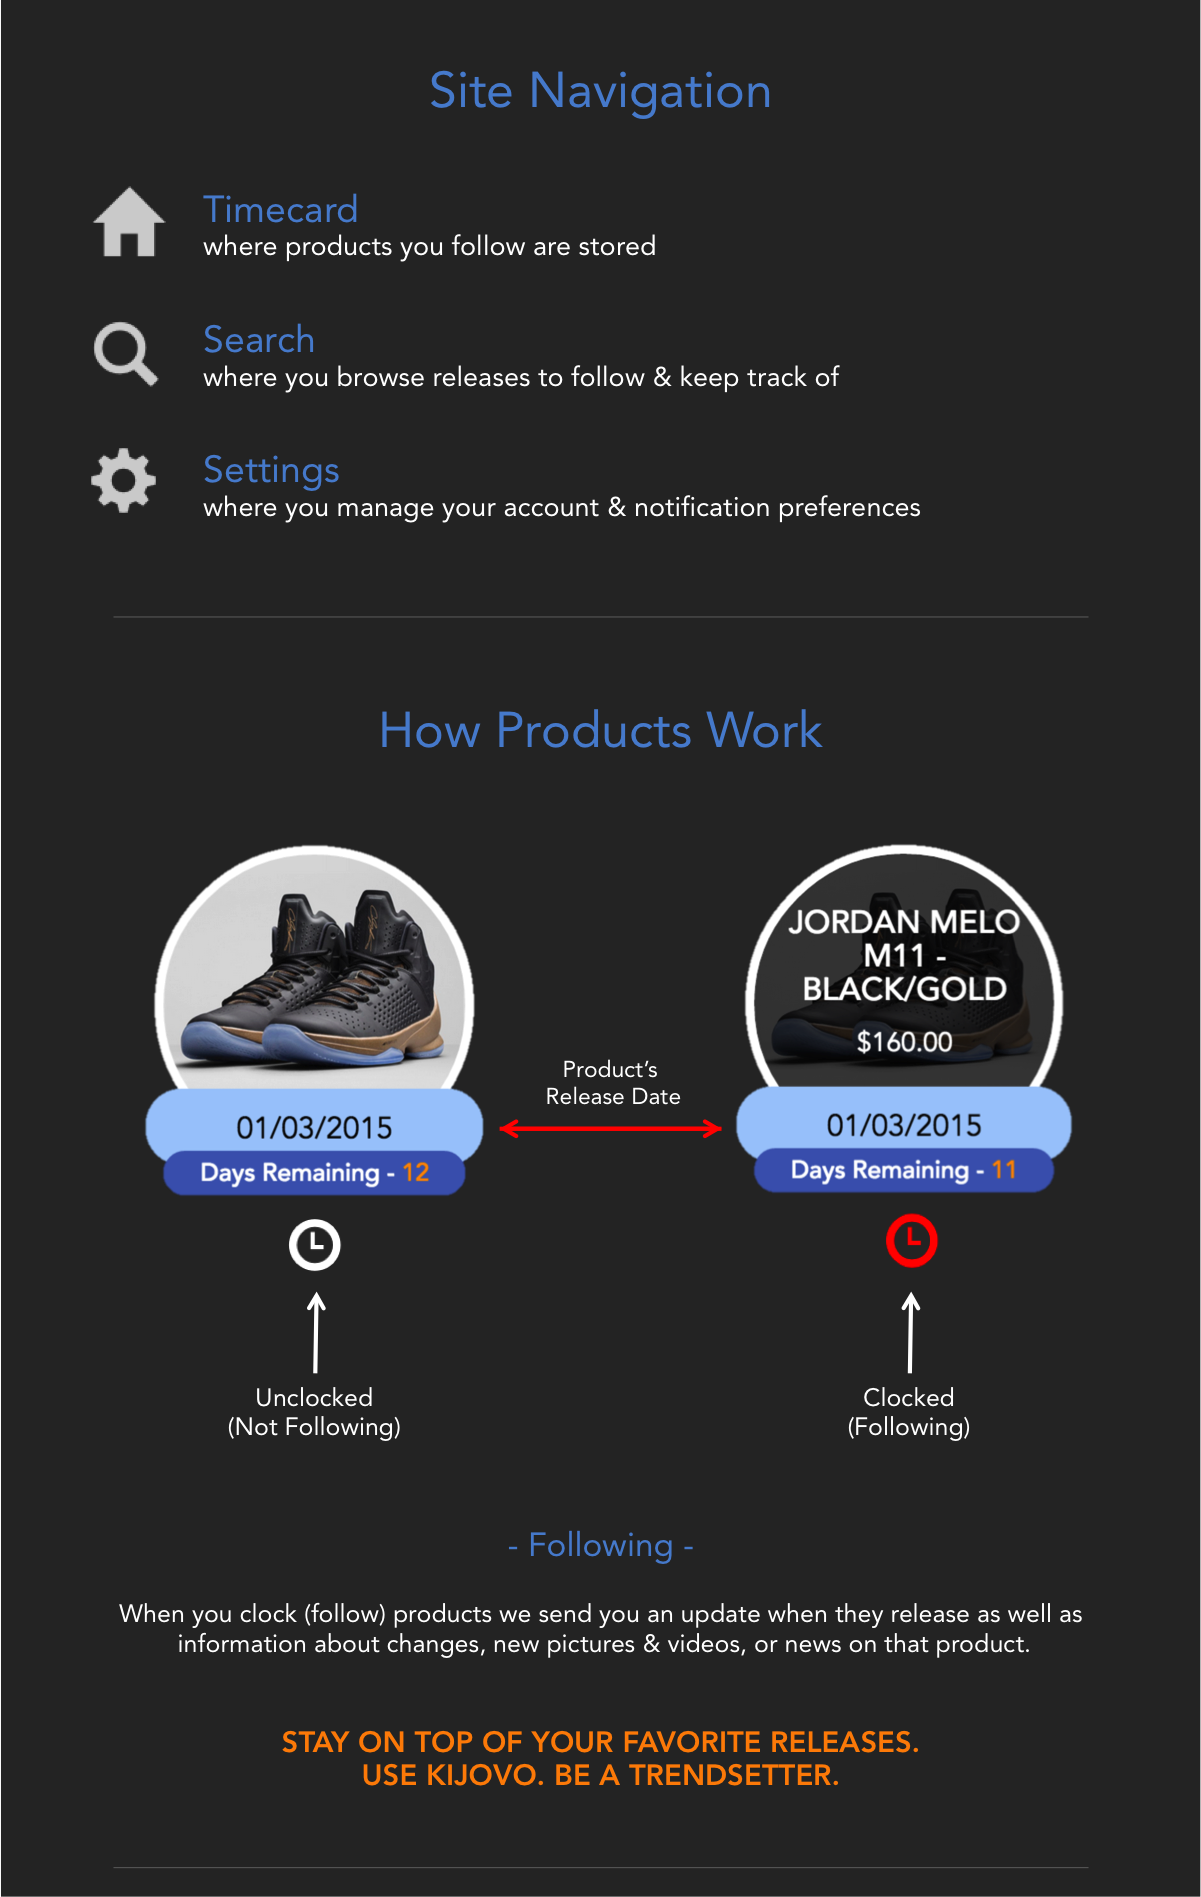 Site Navigation
Timecard
where products you follow are stored
Search
where you browse releases to follow & keep track of
Settings
where you manage your account & notification preferences
How Products Work
01/03/2015
Days Remaining - 12
Product's
Release Date
JORDAN MELO
M11 -
BLACK/GOLD
$160.00
01/03/2015
Days Remaining - 11
Unclocked
(Not Following)
Clocked
(Following)
- Following -
When you clock (follow) products we send you an update when they release as well as
information about changes, new pictures & videos, or news on that product.
STAY ON TOP OF YOUR FAVORITE RELEASES.
USE KIJOVO. BE A TRENDSETTER.